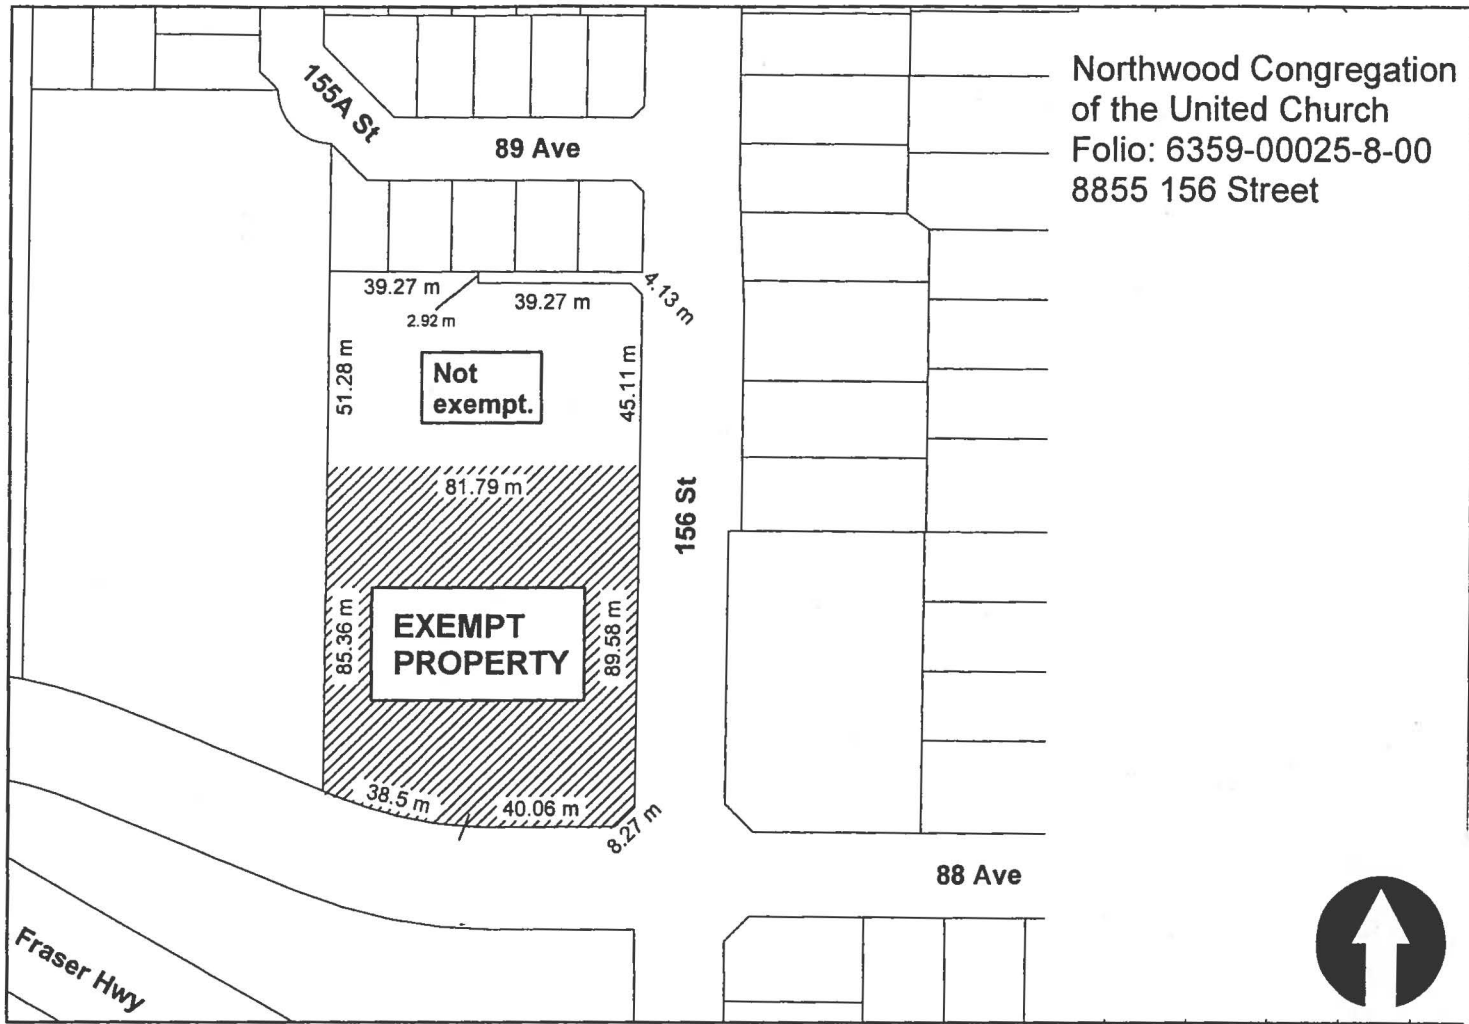 Northwood Congregation
of the United Church
Folio: 6359-00025-8-00
8855 156 Street
155A St
89 Ave
39.27 m
2.92 m
39.27 m
4.13 m
51.28 m
Not
exempt.
45.11 m
81.79 m
156 St
85.36 m
EXEMPT
PROPERTY
89.58 m
38.5 m
40.06 m
8.27 m
88 Ave
Fraser Hwy